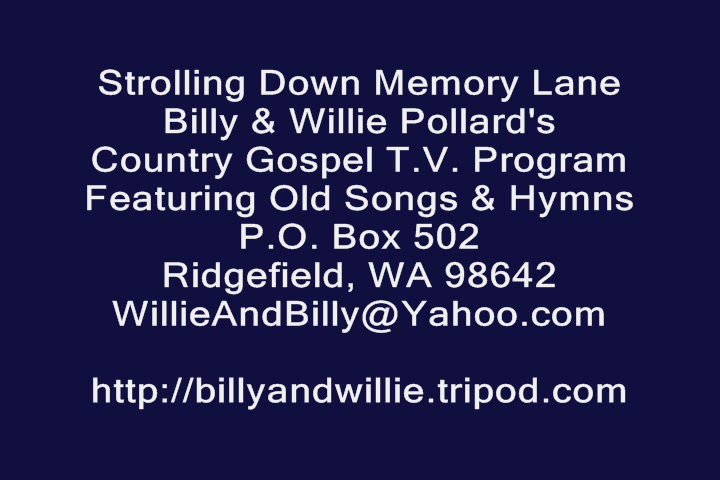 Strolling Down Memory Lane
Billy & Willie Pollard's
Country Gospel T.V. Program
Featuring Old Songs & Hymns
P.O. Box 502
Ridgefield, WA 98642
WillieAndBilly@Yahoo.com
http://billyandwillie.tripod.com